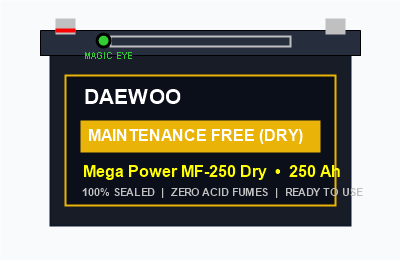 MAGIC EYE
DAEWOO
MAINTENANCE FREE (DRY)
Mega Power MF-250 Dry • 250 Ah
100% SEALED | ZERO ACID FUMES | READY TO USE